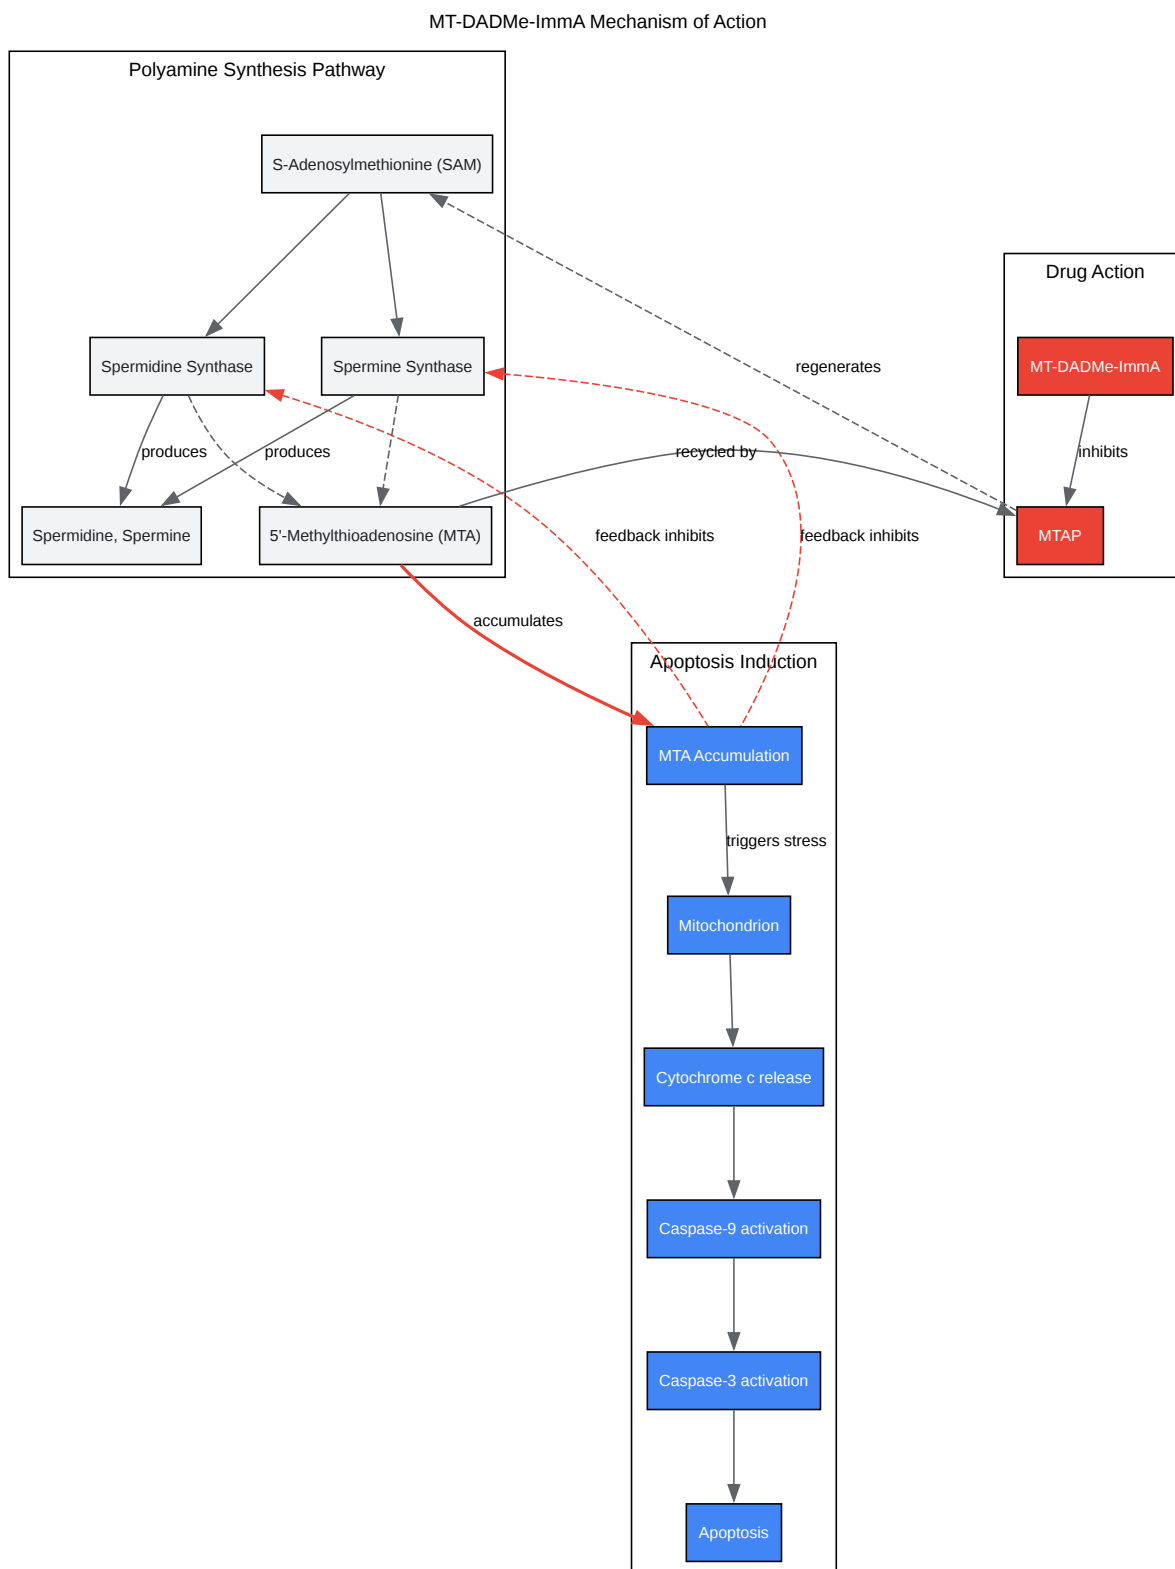 MT-DADMe-ImmA Mechanism of Action
Polyamine Synthesis Pathway
S-Adenosylmethionine (SAM)
Drug Action
Spermidine Synthase
Spermine Synthase
regenerates
MT-DADMe-ImmA
produces
produces
recycled by
inhibits
Spermidine, Spermine
5'-Methylthioadenosine (MTA)
feedback inhibits
feedback inhibits
MTAP
accumulates
Apoptosis Induction
MTA Accumulation
triggers stress
Mitochondrion
Cytochrome c release
Caspase-9 activation
Caspase-3 activation
Apoptosis